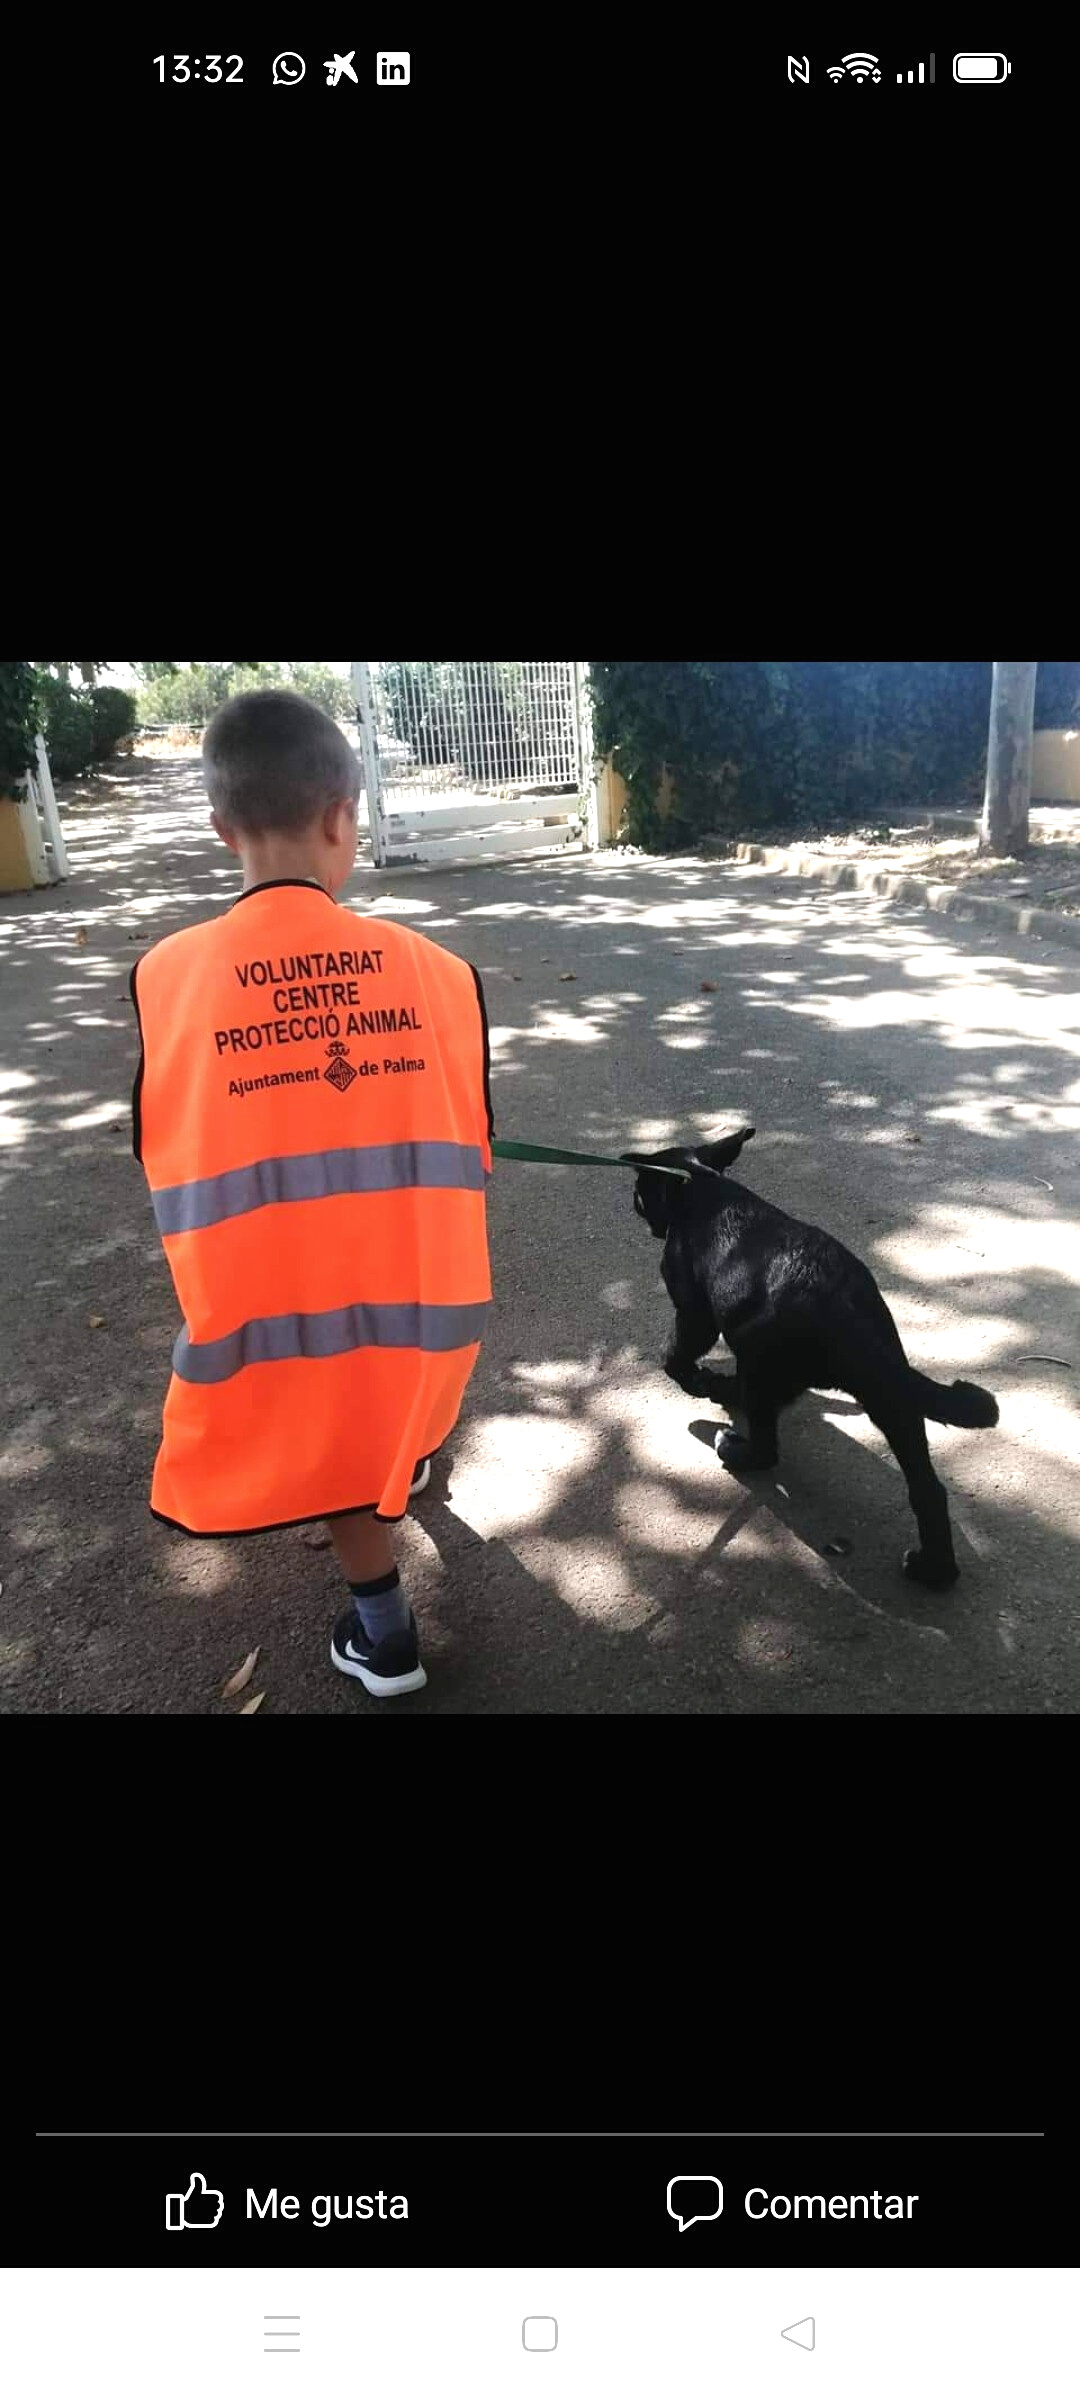 13:32
VOLUNTARIAT
CENTRE
PROTECCIÓ ANIMAL
Ajuntament de Palma
Me gusta
Comentar